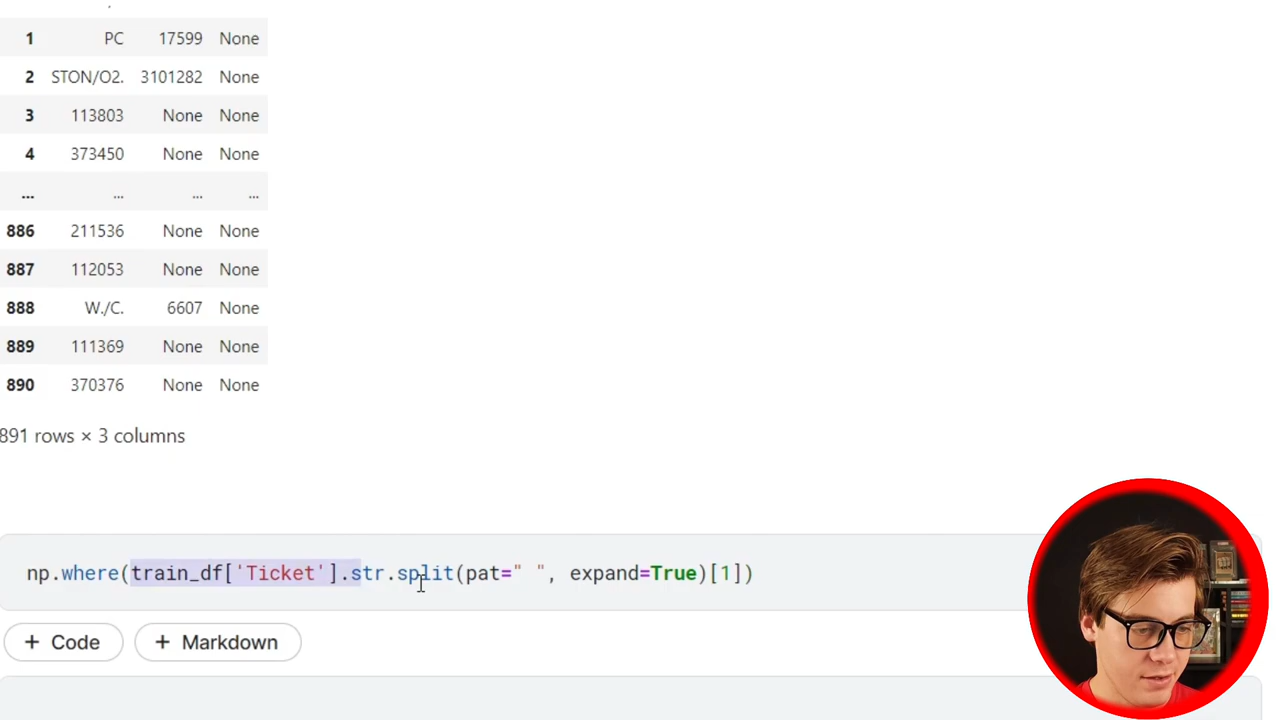 1 PC 17599 None
2 STON/O2. 3101282 None
3 113803 None None
4 373450 None None
... ... ... ...
886 211536 None None
887 112053 None None
888 W./C. 6607 None
889 111369 None None
890 370376 None None
891 rows × 3 columns
np.where(train_df['Ticket'].str.split(pat=" ", expand=True)[1])
+ Code + Markdown